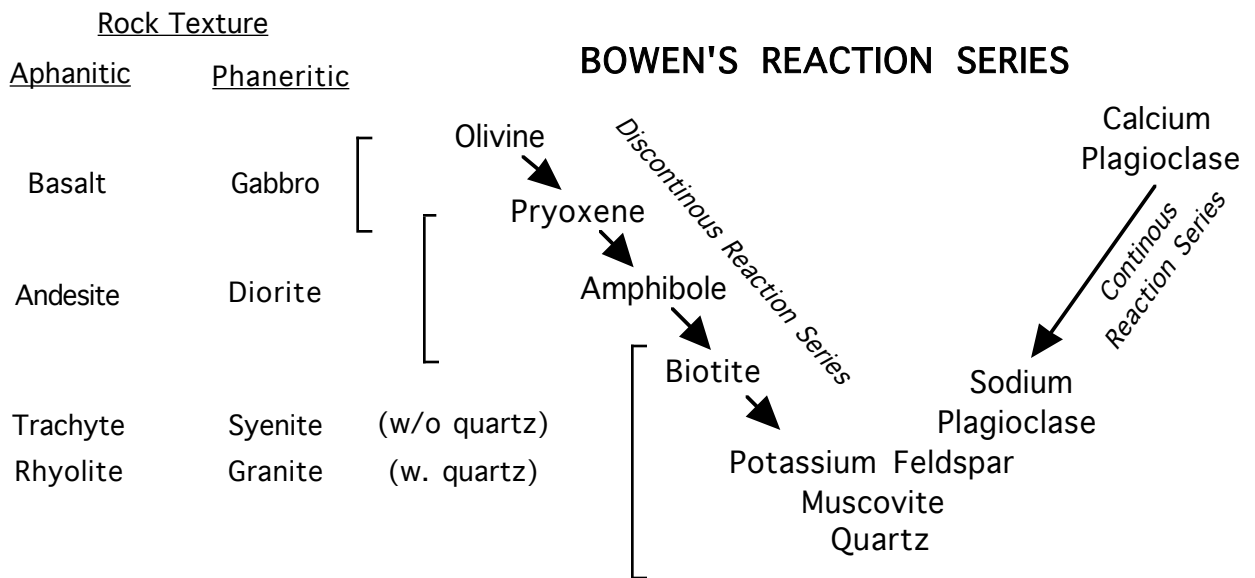 Rock Texture
Aphanitic
Phaneritic
BOWEN'S REACTION SERIES
Basalt
Gabbro
Andesite
Diorite
Trachyte
Syenite
(w/o quartz)
Rhyolite
Granite
(w. quartz)
Olivine
Pryoxene
Amphibole
Biotite
Discontinous Reaction Series
Calcium
Plagioclase
Continous
Reaction Series
Sodium
Plagioclase
Potassium Feldspar
Muscovite
Quartz